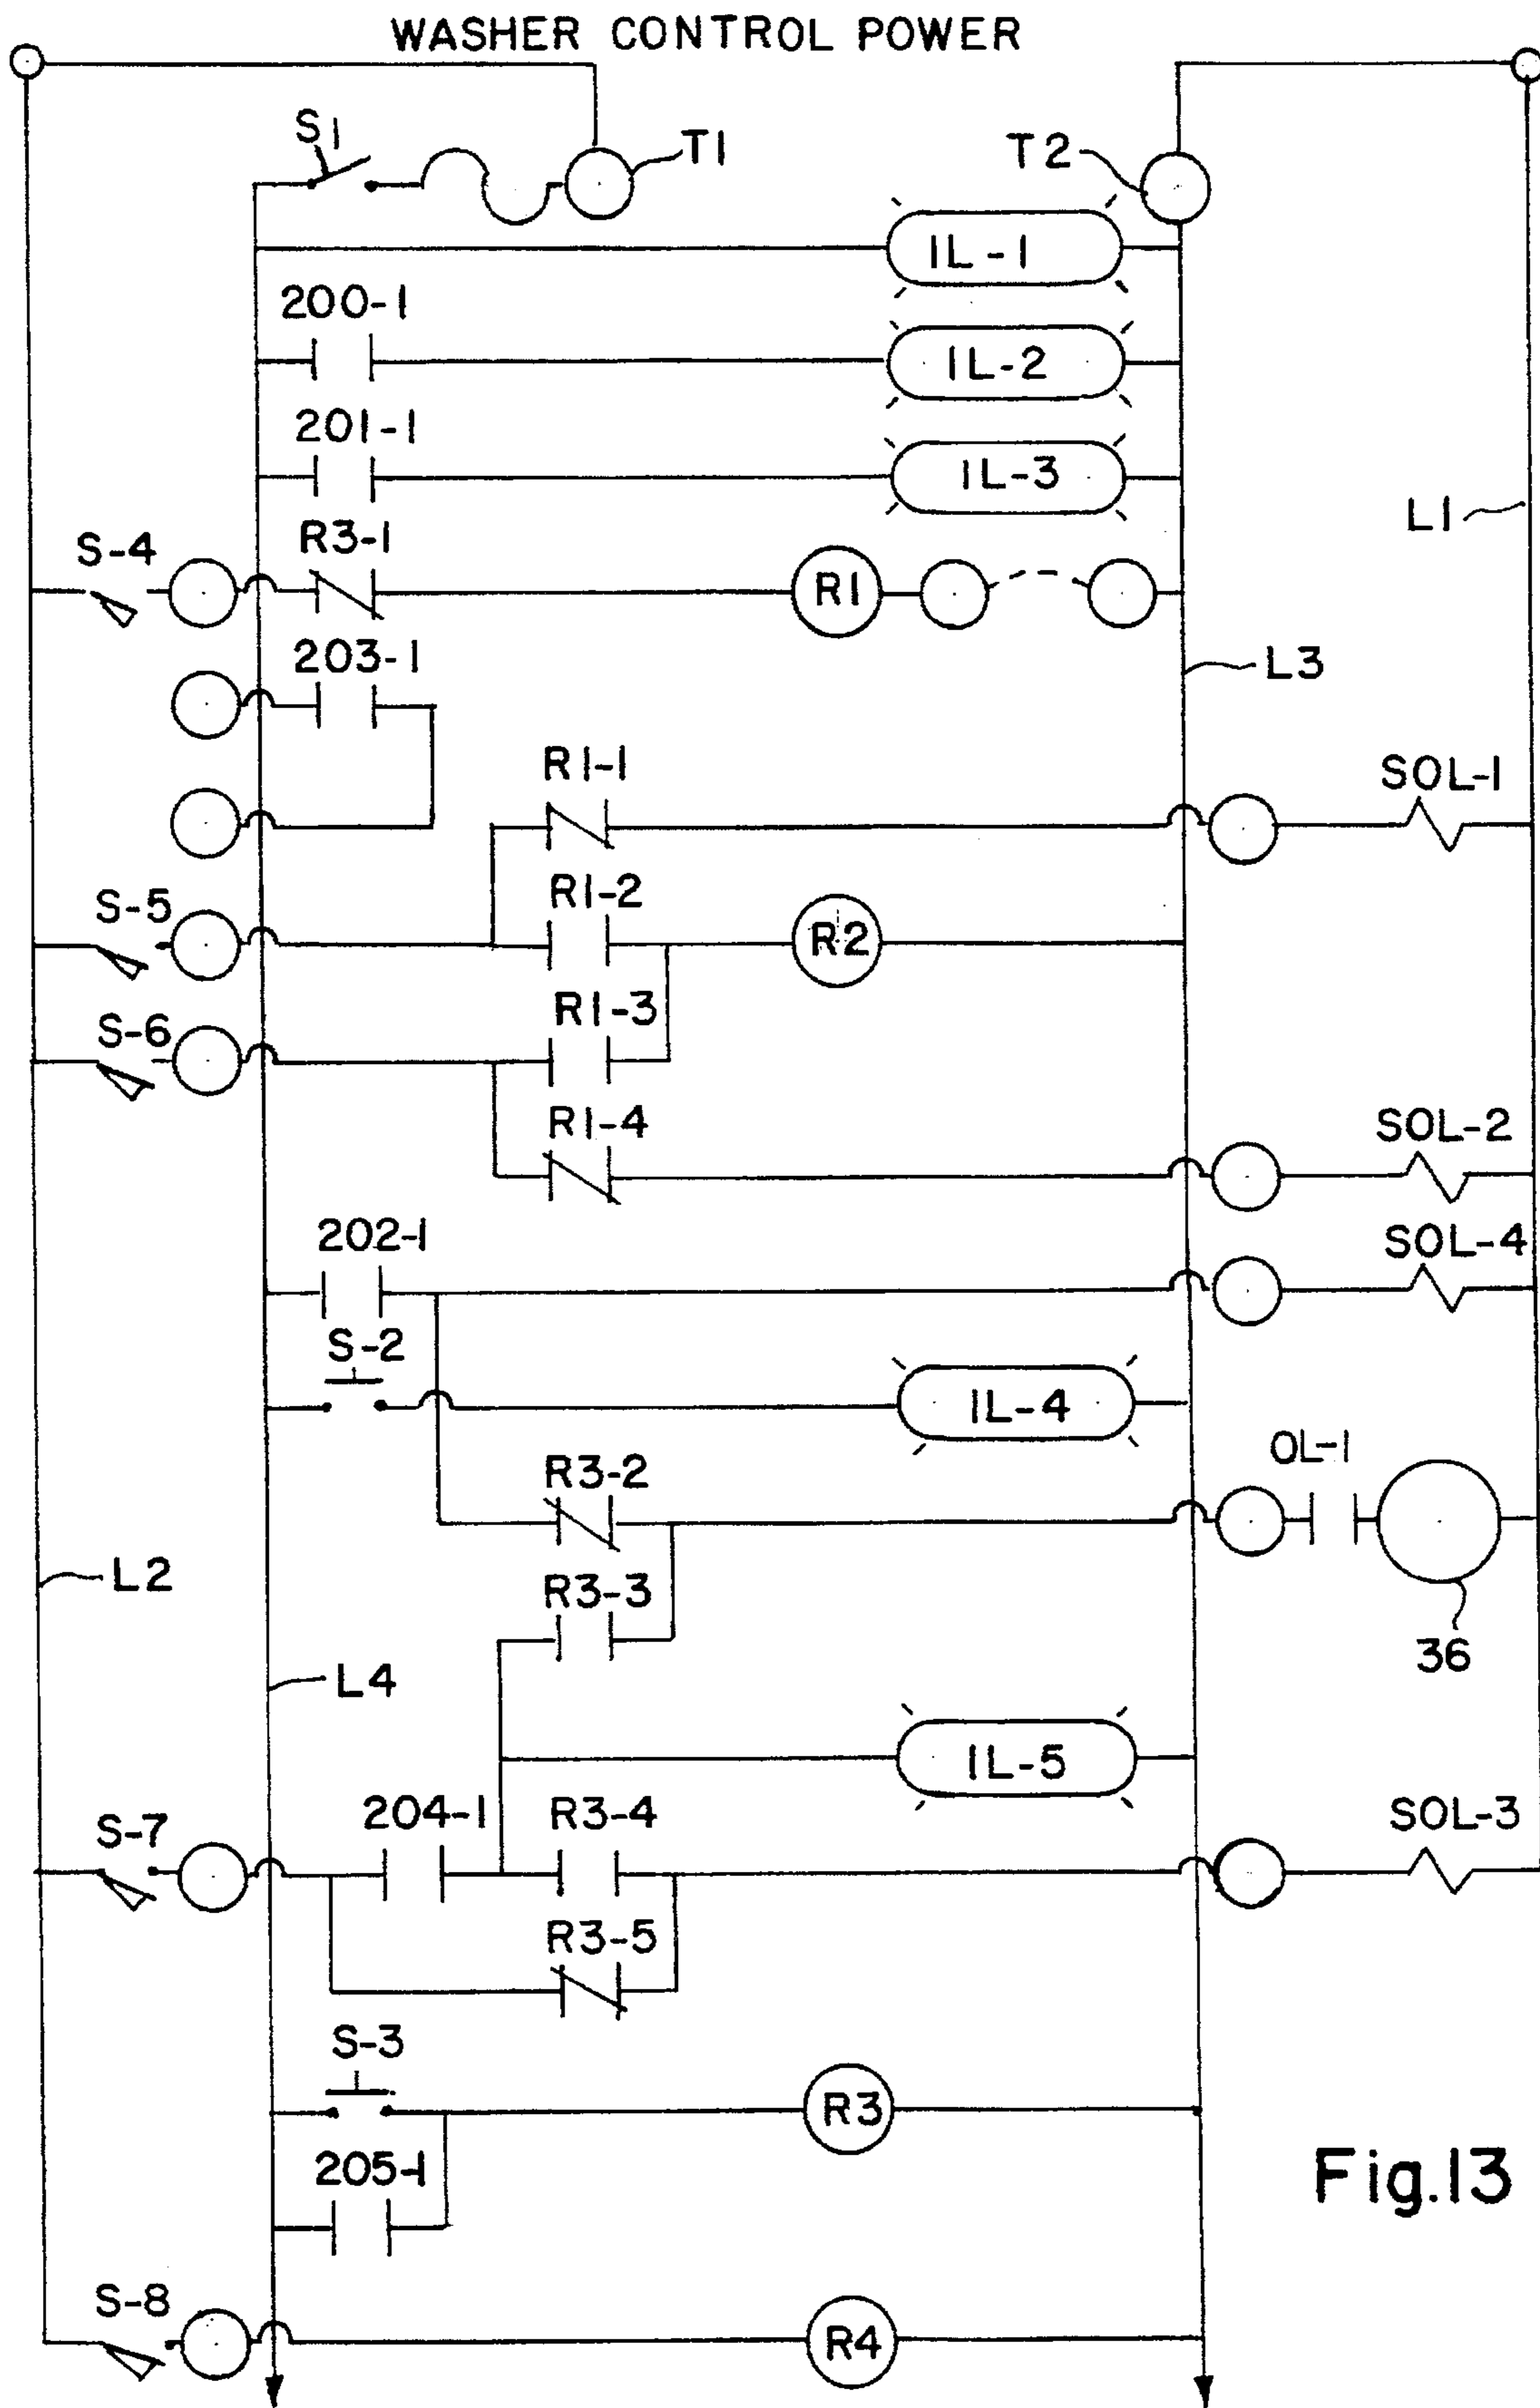 WASHER CONTROL POWER
S1
T1
T2
IL-1
200-1
IL-2
201-1
IL-3
L1
S-4
R3-1
R1
203-1
L3
R1-1
SOL-1
S-5
R1-2
R2
S-6
R1-3
R1-4
SOL-2
202-1
SOL-4
S-2
IL-4
OL-1
R3-2
L2
R3-3
36
L4
IL-5
S-7
204-1
R3-4
SOL-3
R3-5
S-3
R3
205-1
Fig.13
S-8
R4